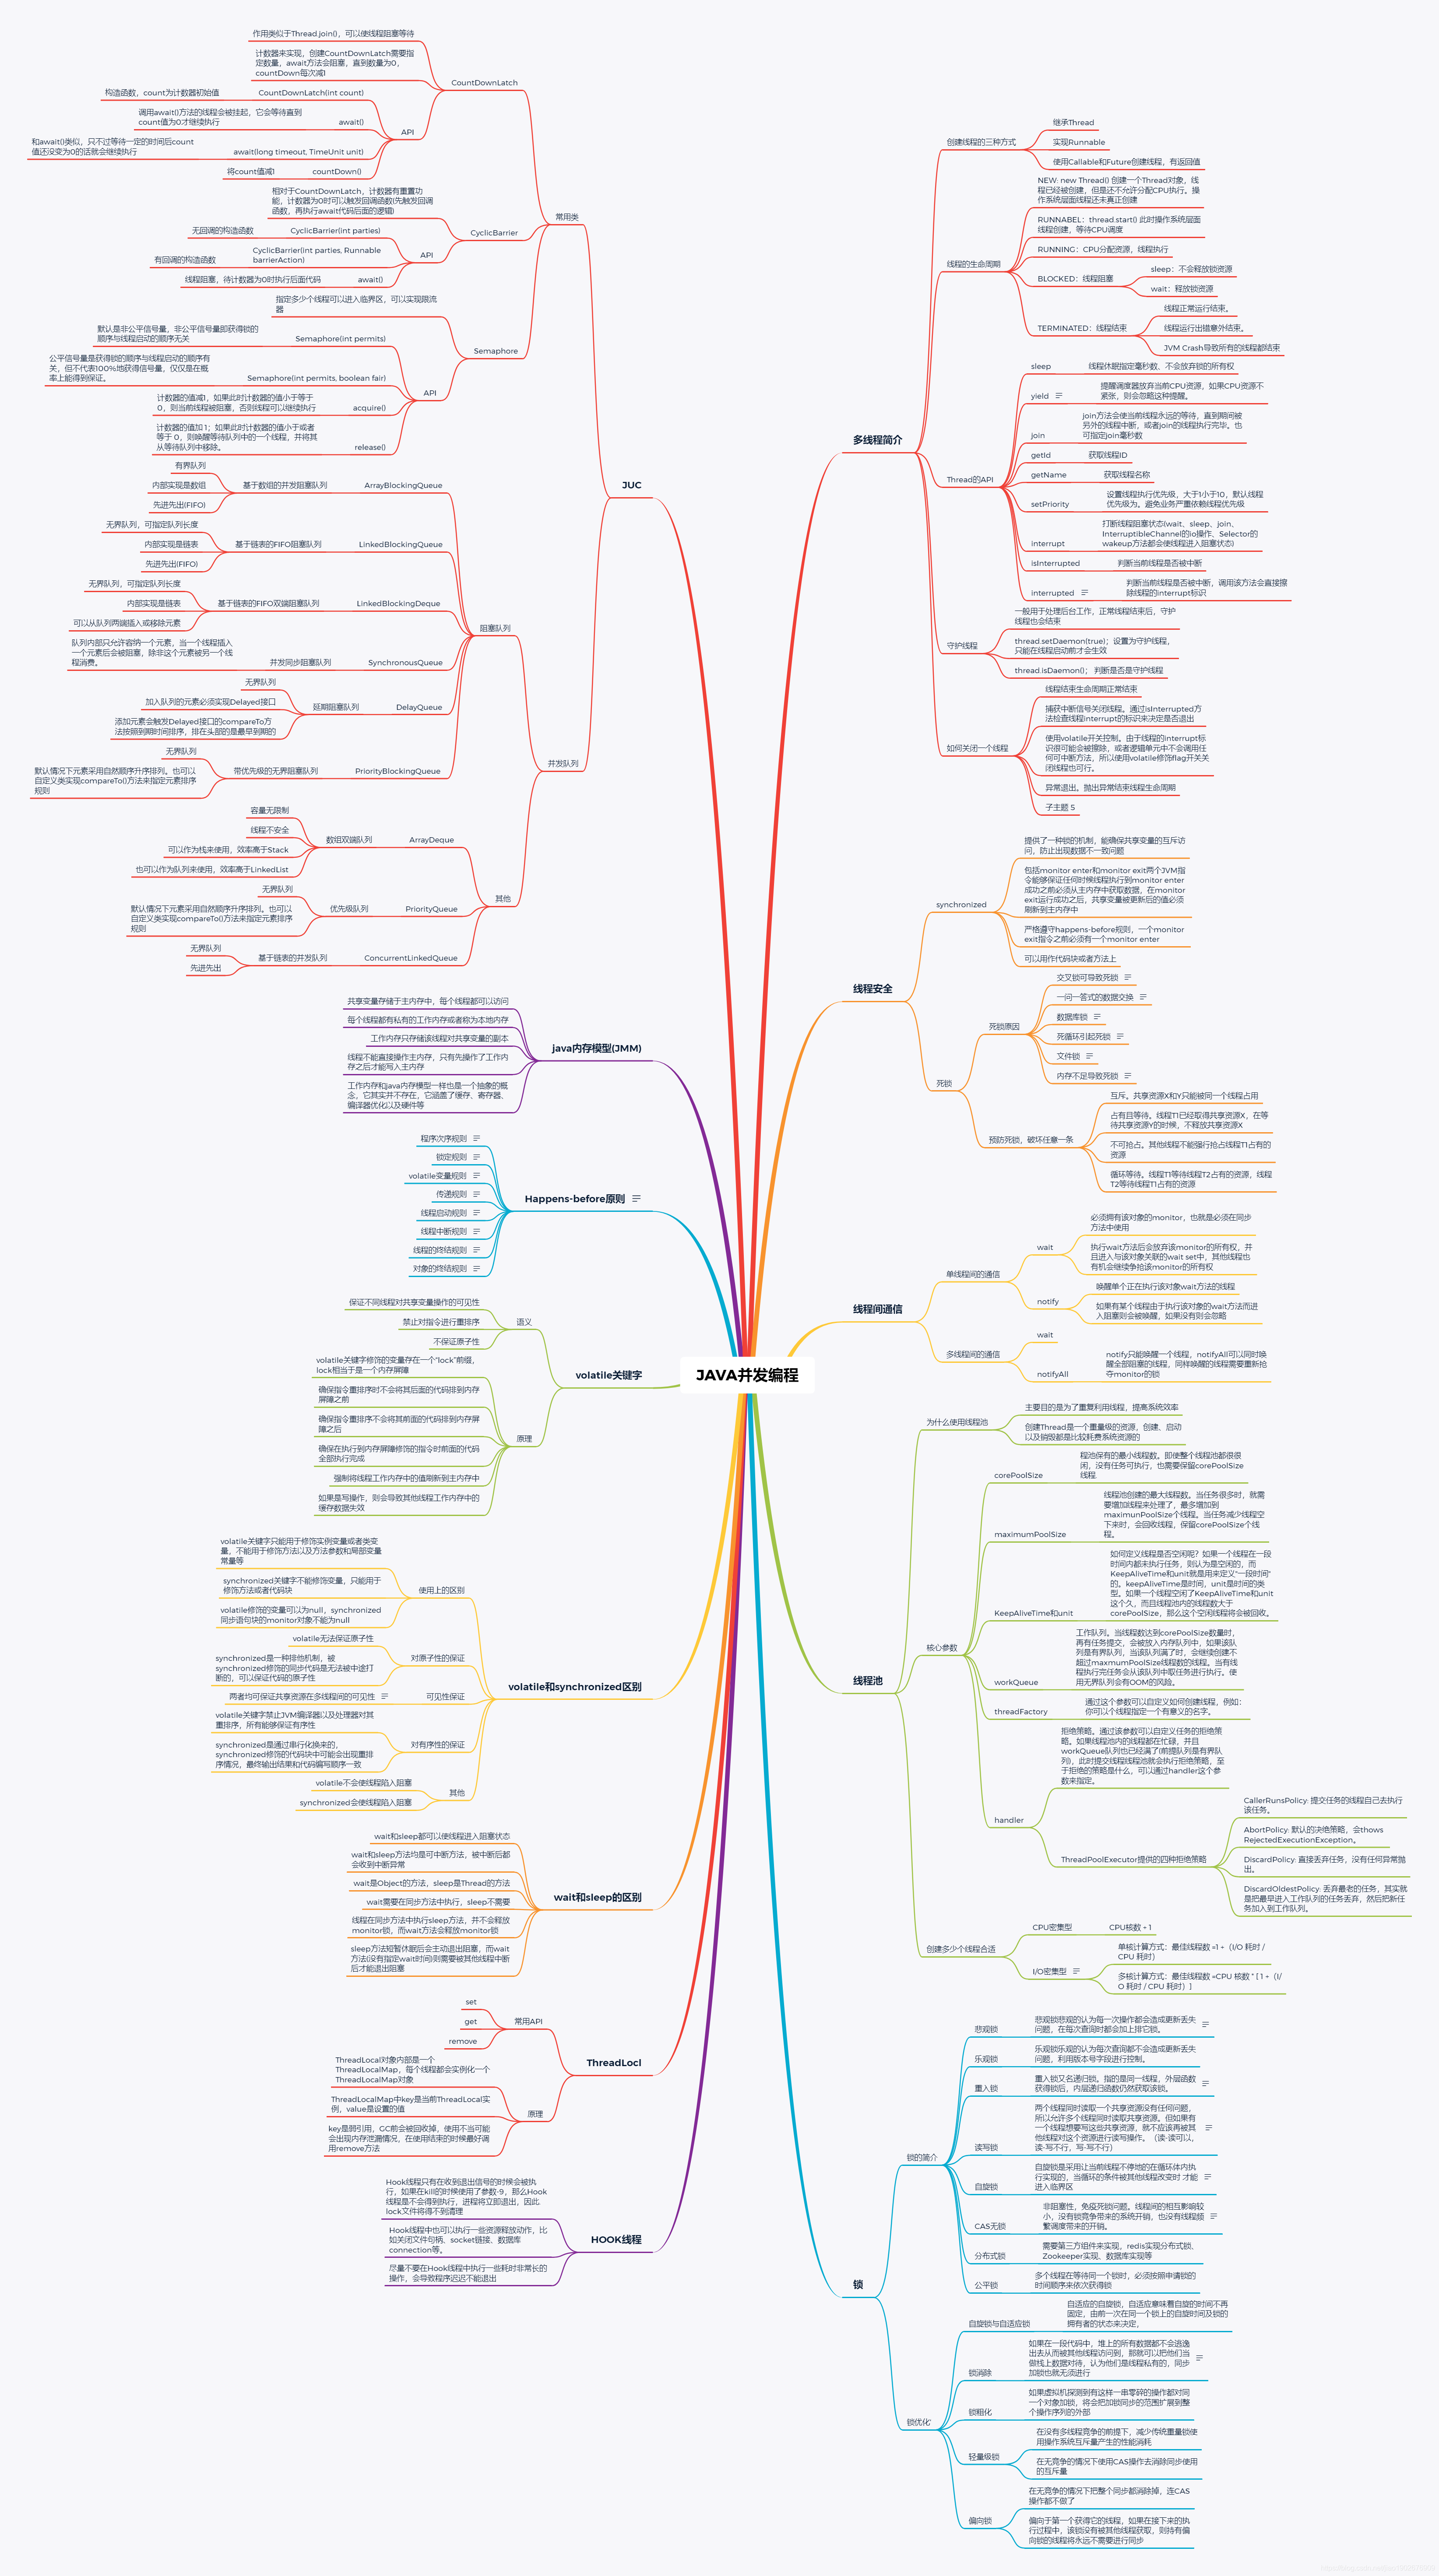 JAVA并发编程
多线程简介
创建线程的三种方式
继承Thread
实现Runnable
使用Callable和Future创建线程，有返回值
线程的生命周期
NEW: new Thread() 创建一个Thread对象，线
程已经被创建，但是还不允许分配CPU执行。操
作系统层面线程还未真正创建
RUNNABEL：thread.start() 此时操作系统层面
线程创建，等待CPU调度
RUNNING：CPU分配资源，线程执行
BLOCKED：线程阻塞
sleep：不会释放锁资源
wait：释放锁资源
TERMINATED：线程结束
线程正常运行结束。
线程运行出错意外结束。
JVM Crash导致所有的线程都结束
Thread的API
sleep
线程休眠指定毫秒数、不会放弃锁的所有权
yield
提醒调度器放弃当前CPU资源，如果CPU资源不
紧张，则会忽略这种提醒。
join
join方法会使当前线程永远的等待，直到期间被
另外的线程中断，或者join的线程执行完毕。也
可指定join毫秒数
getId
获取线程ID
getName
获取线程名称
setPriority
设置线程执行优先级，大于1小于10，默认线程
优先级为。避免业务严重依赖线程优先级
interrupt
打断线程阻塞状态(wait、sleep、join、
InterruptibleChannel的io操作、Selector的
wakeup方法都会使线程进入阻塞状态)
isInterrupted
判断当前线程是否被中断
interrupted
判断当前线程是否被中断，调用该方法会直接擦
除线程的interrupt标识
守护线程
一般用于处理后台工作，正常线程结束后，守护
线程也会结束
thread.setDaemon(true)；设置为守护线程，
只能在线程启动前才会生效
thread.isDaemon()； 判断是否是守护线程
如何关闭一个线程
线程结束生命周期正常结束
捕获中断信号关闭线程。通过isInterrupted方
法检查线程interrupt的标识来决定是否退出
使用volatile开关控制。由于线程的interrupt标
识很可能会被擦除，或者逻辑单元中不会调用任
何可中断方法，所以使用volatile修饰flag开关关
闭线程也可行。
异常退出。抛出异常结束线程生命周期
子主题 5
线程安全
synchronized
提供了一种锁的机制，能确保共享变量的互斥访
问，防止出现数据不一致问题
包括monitor enter和monitor exit两个JVM指
令能够保证任何时候线程执行到monitor enter
成功之前必须从主内存中获取数据，在monitor
exit运行成功之后，共享变量被更新后的值必须
刷新到主内存中
严格遵守happens-before规则，一个monitor
exit指令之前必须有一个monitor enter
可以用作代码块或者方法上
死锁
死锁原因
交叉锁可导致死锁
一问一答式的数据交换
数据库锁
死循环引起死锁
文件锁
内存不足导致死锁
预防死锁，破坏任意一条
互斥。共享资源X和Y只能被同一个线程占用
占有且等待。线程T1已经取得共享资源X，在等
待共享资源Y的时候，不释放共享资源X
不可抢占。其他线程不能强行抢占线程T1占有的
资源
循环等待。线程T1等待线程T2占有的资源，线程
T2等待线程T1占有的资源
线程间通信
单线程间的通信
wait
必须拥有该对象的monitor，也就是必须在同步
方法中使用
执行wait方法后会放弃该monitor的所有权，并
且进入与该对象关联的wait set中，其他线程也
有机会继续争抢该monitor的所有权
notify
唤醒单个正在执行该对象wait方法的线程
如果有某个线程由于执行该对象的wait方法而进
入阻塞则会被唤醒，如果没有则会忽略
多线程间的通信
wait
notifyAll
notify只能唤醒一个线程，notifyAll可以同时唤
醒全部阻塞的线程，同样唤醒的线程需要重新抢
夺monitor的锁
线程池
为什么使用线程池
主要目的是为了重复利用线程，提高系统效率
创建Thread是一个重量级的资源，创建、启动
以及销毁都是比较耗费系统资源的
核心参数
corePoolSize
程池保有的最小线程数。即使整个线程池都很很
闲，没有任务可执行，也需要保留corePoolSize
线程
maximumPoolSize
线程池创建的最大线程数。当任务很多时，就需
要增加线程来处理了，最多增加到
maximunPoolSize个线程。当任务减少线程空
下来时，会回收线程，保留corePoolSize个线
程。
KeepAliveTime和unit
如何定义线程是否空闲呢？如果一个线程在一段
时间内都未执行任务，则认为是空闲的，而
KeepAliveTime和unit就是用来定义“一段时间”
的。keepAliveTime是时间，unit是时间的类
型。如果一个线程空闲了KeepAliveTime和unit
这个久，而且线程池内的线程数大于
corePoolSize，那么这个空闲线程将会被回收。
workQueue
工作队列。当线程数达到corePoolSize数量时，
再有任务提交，会被放入内存队列中，如果该队
列是有界队列，当该队列满了时，会继续创建不
超过maxmumPoolSize线程数的线程。当有线
程执行完任务会从该队列中取任务进行执行。使
用无界队列会有OOM的风险。
threadFactory
通过这个参数可以自定义如何创建线程，例如：
你可以个线程指定一个有意义的名字。
handler
拒绝策略。通过该参数可以自定义任务的拒绝策
略。如果线程池内的线程都在忙碌，并且
workQueue队列也已经满了(前提队列是有界队
列)，此时提交线程线程池就会执行拒绝策略，至
于拒绝的策略是什么，可以通过handler这个参
数来指定。
ThreadPoolExecutor提供的四种拒绝策略
CallerRunsPolicy: 提交任务的线程自己去执行
该任务。
AbortPolicy: 默认的决绝策略，会thows
RejectedExecutionException。
DiscardPolicy: 直接丢弃任务，没有任何异常抛
出。
DiscardOldestPolicy: 丢弃最老的任务，其实就
是把最早进入工作队列的任务丢弃，然后把新任
务加入到工作队列。
创建多少个线程合适
CPU密集型
CPU核数 + 1
I/O密集型
单核计算方式：最佳线程数 =1 +（I/O 耗时 /
CPU 耗时）
多核计算方式：最佳线程数 =CPU 核数 * [ 1 +（I/
O 耗时 / CPU 耗时）]
锁
锁的简介
悲观锁
悲观锁悲观的认为每一次操作都会造成更新丢失
问题，在每次查询时都会加上排它锁。
乐观锁
乐观锁乐观的认为每次查询都不会造成更新丢失
问题，利用版本号字段进行控制。
重入锁
重入锁又名递归锁。指的是同一线程，外层函数
获得锁后，内层递归函数仍然获取该锁。
读写锁
两个线程同时读取一个共享资源没有任何问题，
所以允许多个线程同时读取共享资源。但如果有
一个线程想要写这些共享资源，就不应该再被其
他线程对这个资源进行读写操作。（读-读可以，
读-写不行，写-写不行）
自旋锁
自旋锁是采用让当前线程不停地的在循环体内执
行实现的，当循环的条件被其他线程改变时 才能
进入临界区
CAS无锁
非阻塞性，免疫死锁问题。线程间的相互影响较
小，没有锁竞争带来的系统开销，也没有线程频
繁调度带来的开销。
分布式锁
需要第三方组件来实现，redis实现分布式锁、
Zookeeper实现、数据库实现等
公平锁
多个线程在等待同一个锁时，必须按照申请锁的
时间顺序来依次获得锁
锁优化
自旋锁与自适应锁
自适应的自旋锁，自适应意味着自旋的时间不再
固定，由前一次在同一个锁上的自旋时间及锁的
拥有者的状态来决定，
锁消除
如果在一段代码中，堆上的所有数据都不会逃逸
出去从而被其他线程访问到，那就可以把他们当
做栈上数据对待，认为他们是线程私有的，同步
加锁也就无须进行
锁粗化
如果虚拟机探测到有这样一串零碎的操作都对同
一个对象加锁，将会把加锁同步的范围扩展到整
个操作序列的外部
轻量级锁
在没有多线程竞争的前提下，减少传统重量锁使
用操作系统互斥量产生的性能消耗
在无竞争的情况下使用CAS操作去消除同步使用
的互斥量
偏向锁
在无竞争的情况下把整个同步都消除掉，连CAS
操作都不做了
偏向于第一个获得它的线程，如果在接下来的执
行过程中，该锁没有被其他线程获取，则持有偏
向锁的线程将永远不需要进行同步
JUC
常用类
CountDownLatch
作用类似于Thread.join()，可以使线程阻塞等待
计数器来实现，创建CountDownLatch需要指
定数量，await方法会阻塞，直到数量为0，
countDown每次减1
API
CountDownLatch(int count)
构造函数，count为计数器初始值
await()
调用await()方法的线程会被挂起，它会等待直到
count值为0才继续执行
await(long timeout, TimeUnit unit)
和await()类似，只不过等待一定的时间后count
值还没变为0的话就会继续执行
countDown()
将count值减1
CyclicBarrier
相对于CountDownLatch，计数器有重置功
能，计数器为0时可以触发回调函数(先触发回调
函数，再执行await代码后面的逻辑)
API
CyclicBarrier(int parties)
无回调的构造函数
CyclicBarrier(int parties, Runnable
barrierAction)
有回调的构造函数
await()
线程阻塞，待计数器为0时执行后面代码
Semaphore
指定多少个线程可以进入临界区，可以实现限流
器
API
Semaphore(int permits)
默认是非公平信号量，非公平信号量即获得锁的
顺序与线程启动的顺序无关
Semaphore(int permits, boolean fair)
公平信号量是获得锁的顺序与线程启动的顺序有
关，但不代表100%地获得信号量，仅仅是在概
率上能得到保证。
acquire()
计数器的值减1，如果此时计数器的值小于等于
0，则当前线程被阻塞，否则线程可以继续执行
release()
计数器的值加 1；如果此时计数器的值小于或者
等于 0，则唤醒等待队列中的一个线程，并将其
从等待队列中移除。
并发队列
阻塞队列
ArrayBlockingQueue
基于数组的并发阻塞队列
有界队列
内部实现是数组
先进先出(FIFO)
LinkedBlockingQueue
基于链表的FIFO阻塞队列
无界队列，可指定队列长度
内部实现是链表
先进先出(FIFO)
LinkedBlockingDeque
基于链表的FIFO双端阻塞队列
无界队列，可指定队列长度
内部实现是链表
可以从队列两端插入或移除元素
SynchronousQueue
并发同步阻塞队列
队列内部只允许容纳一个元素，当一个线程插入
一个元素后会被阻塞，除非这个元素被另一个线
程消费。
DelayQueue
延期阻塞队列
无界队列
加入队列的元素必须实现Delayed接口
添加元素会触发Delayed接口的compareTo方
法按照到期时间排序，排在头部的是最早到期的
PriorityBlockingQueue
带优先级的无界阻塞队列
无界队列
默认情况下元素采用自然顺序升序排列。也可以
自定义类实现compareTo()方法来指定元素排序
规则
其他
ArrayDeque
数组双端队列
容量无限制
线程不安全
可以作为栈来使用，效率高于Stack
也可以作为队列来使用，效率高于LinkedList
PriorityQueue
优先级队列
无界队列
默认情况下元素采用自然顺序升序排列。也可以
自定义类实现compareTo()方法来指定元素排序
规则
ConcurrentLinkedQueue
基于链表的并发队列
无界队列
先进先出
java内存模型(JMM)
共享变量存储于主内存中，每个线程都可以访问
每个线程都有私有的工作内存或者称为本地内存
工作内存只存储该线程对共享变量的副本
线程不能直接操作主内存，只有先操作了工作内
存之后才能写入主内存
工作内存和java内存模型一样也是一个抽象的概
念，它其实并不存在，它涵盖了缓存、寄存器、
编译器优化以及硬件等
Happens-before原则
程序次序规则
锁定规则
volatile变量规则
传递规则
线程启动规则
线程中断规则
线程的终结规则
对象的终结规则
volatile关键字
语义
保证不同线程对共享变量操作的可见性
禁止对指令进行重排序
不保证原子性
原理
volatile关键字修饰的变量存在一个“lock”前缀，
lock相当于是一个内存屏障
确保指令重排序时不会将其后面的代码排到内存
屏障之前
确保指令重排序不会将其前面的代码排到内存屏
障之后
确保在执行到内存屏障修饰的指令时前面的代码
全部执行完成
强制将线程工作内存中的值刷新到主内存中
如果是写操作，则会导致其他线程工作内存中的
缓存数据失效
volatile和synchronized区别
使用上的区别
volatile关键字只能用于修饰实例变量或者类变
量，不能用于修饰方法以及方法参数和局部变量
常量等
synchronized关键字不能修饰变量，只能用于
修饰方法或者代码块
volatile修饰的变量可以为null，synchronized
同步语句块的monitor对象不能为null
对原子性的保证
volatile无法保证原子性
synchronized是一种排他机制，被
synchronized修饰的同步代码是无法被中途打
断的，可以保证代码的原子性
可见性保证
两者均可保证共享资源在多线程间的可见性
对有序性的保证
volatile关键字禁止JVM编译器以及处理器对其
重排序，所有能够保证有序性
synchronized是通过串行化换来的，
synchronized修饰的代码块中可能会出现重排
序情况，最终输出结果和代码编写顺序一致
其他
volatile不会使线程陷入阻塞
synchronized会使线程陷入阻塞
wait和sleep的区别
wait和sleep都可以使线程进入阻塞状态
wait和sleep方法均是可中断方法，被中断后都
会收到中断异常
wait是Object的方法，sleep是Thread的方法
wait需要在同步方法中执行，sleep不需要
线程在同步方法中执行sleep方法，并不会释放
monitor锁，而wait方法会释放monitor锁
sleep方法短暂休眠后会主动退出阻塞，而wait
方法(没有指定wait时间)则需要被其他线程中断
后才能退出阻塞
ThreadLocl
常用API
set
get
remove
原理
ThreadLocal对象内部是一个
ThreadLocalMap，每个线程都会实例化一个
ThreadLocalMap对象
ThreadLocalMap中key是当前ThreadLocal实
例，value是设置的值
key是弱引用，GC前会被回收掉，使用不当可能
会出现内存泄漏情况，在使用结束的时候最好调
用remove方法
HOOK线程
Hook线程只有在收到退出信号的时候会被执
行，如果在kill的时候使用了参数-9，那么Hook
线程是不会得到执行，进程将立即退出，因此.
lock文件将得不到清理
Hook线程中也可以执行一些资源释放动作，比
如关闭文件句柄、socket链接、数据库
connection等。
尽量不要在Hook线程中执行一些耗时非常长的
操作，会导致程序迟迟不能退出